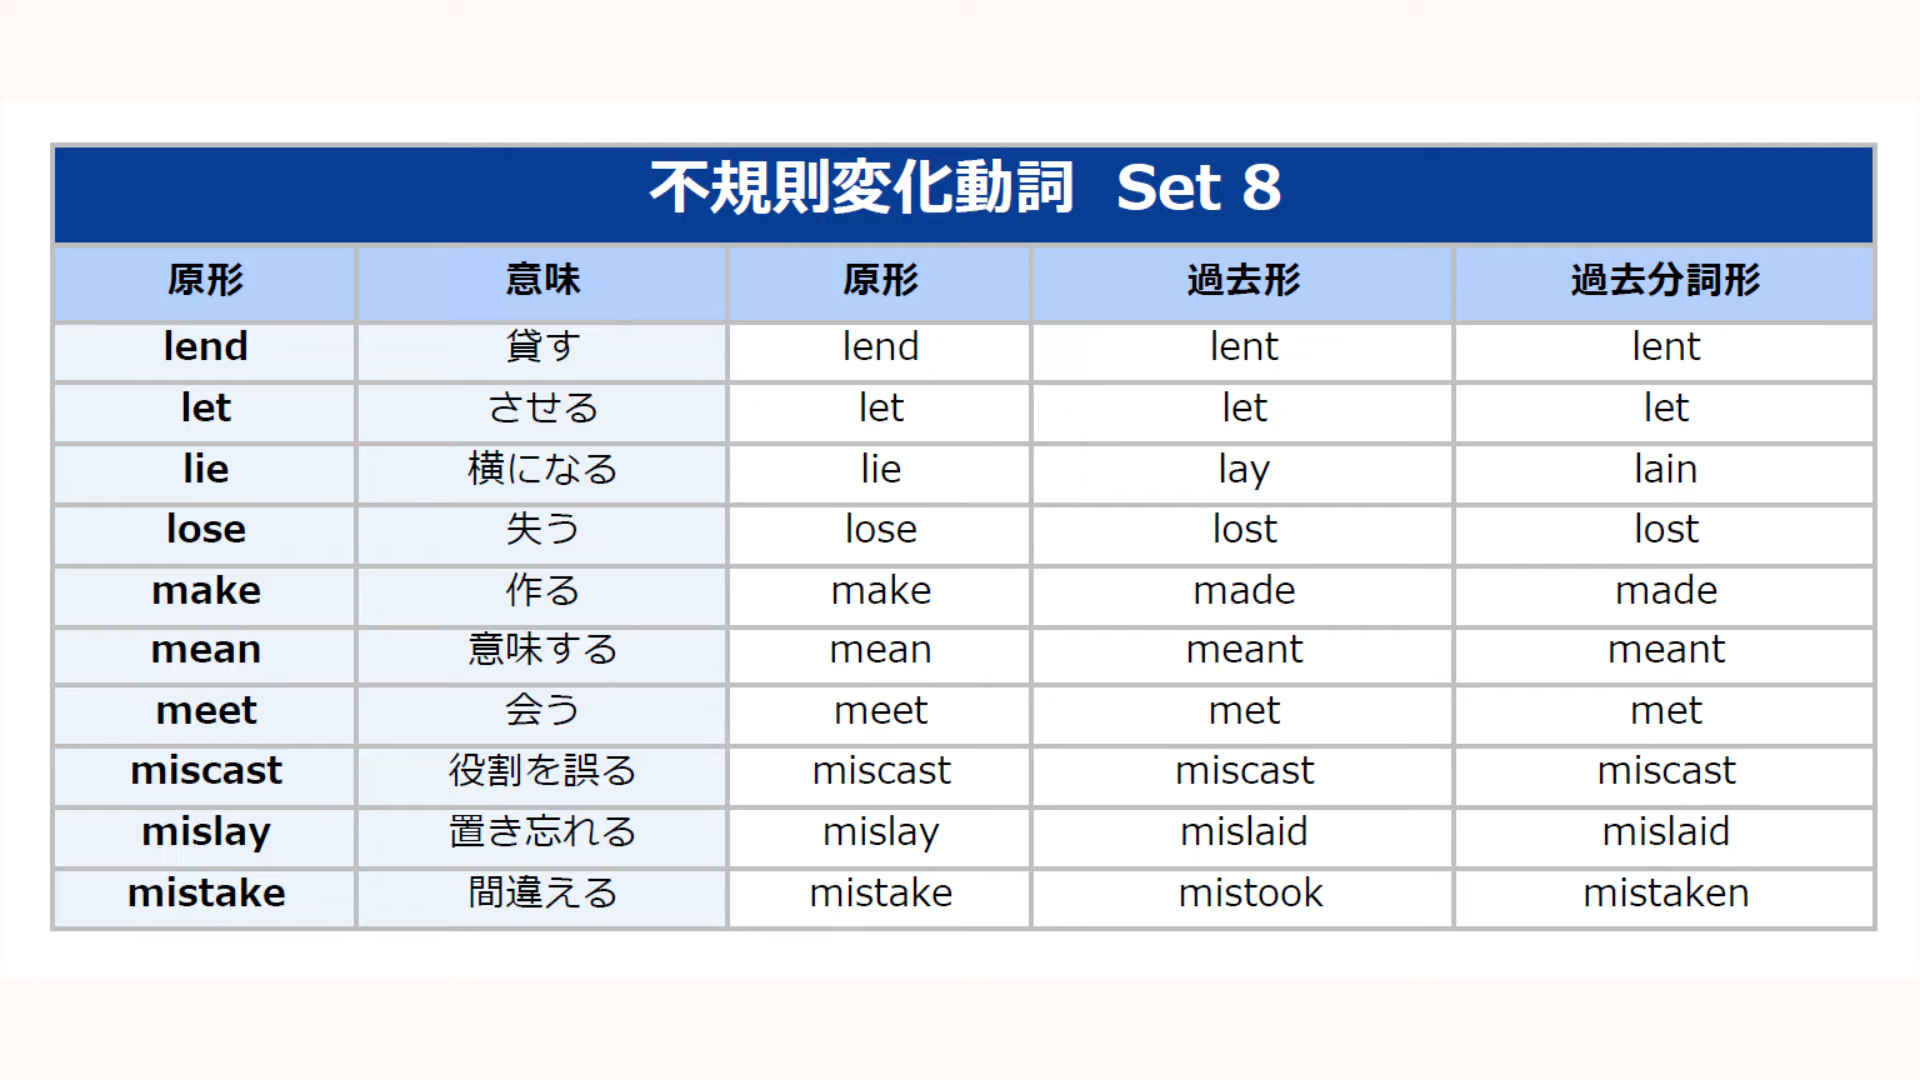 不規則変化動詞 Set 8
原形 意味 原形 過去形 過去分詞形
lend 貸す lend lent lent
let させる let let let
lie 横になる lie lay lain
lose 失う lose lost lost
make 作る make made made
mean 意味する mean meant meant
meet 会う meet met met
miscast 役割を誤る miscast miscast miscast
mislay 置き忘れる mislay mislaid mislaid
mistake 間違える mistake mistook mistaken